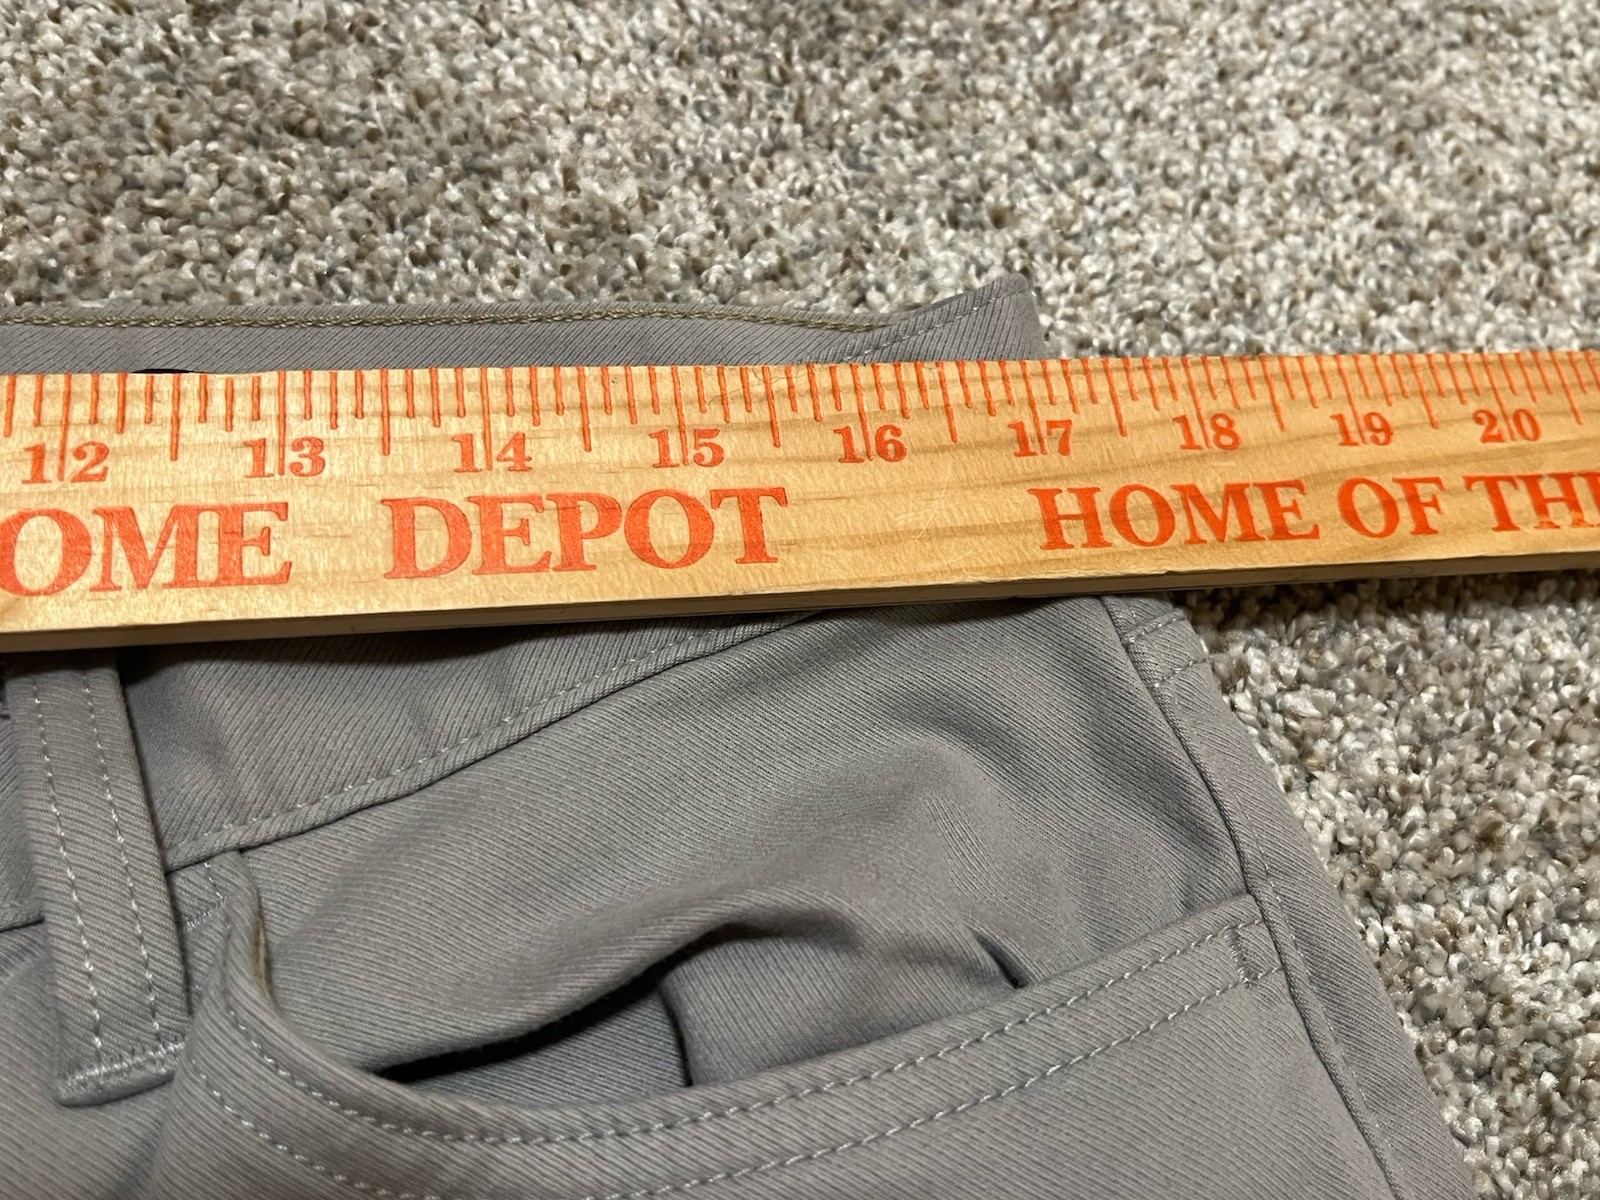 12 13 14 15 16 17 18 19 20
OME DEPOT HOME OF TH